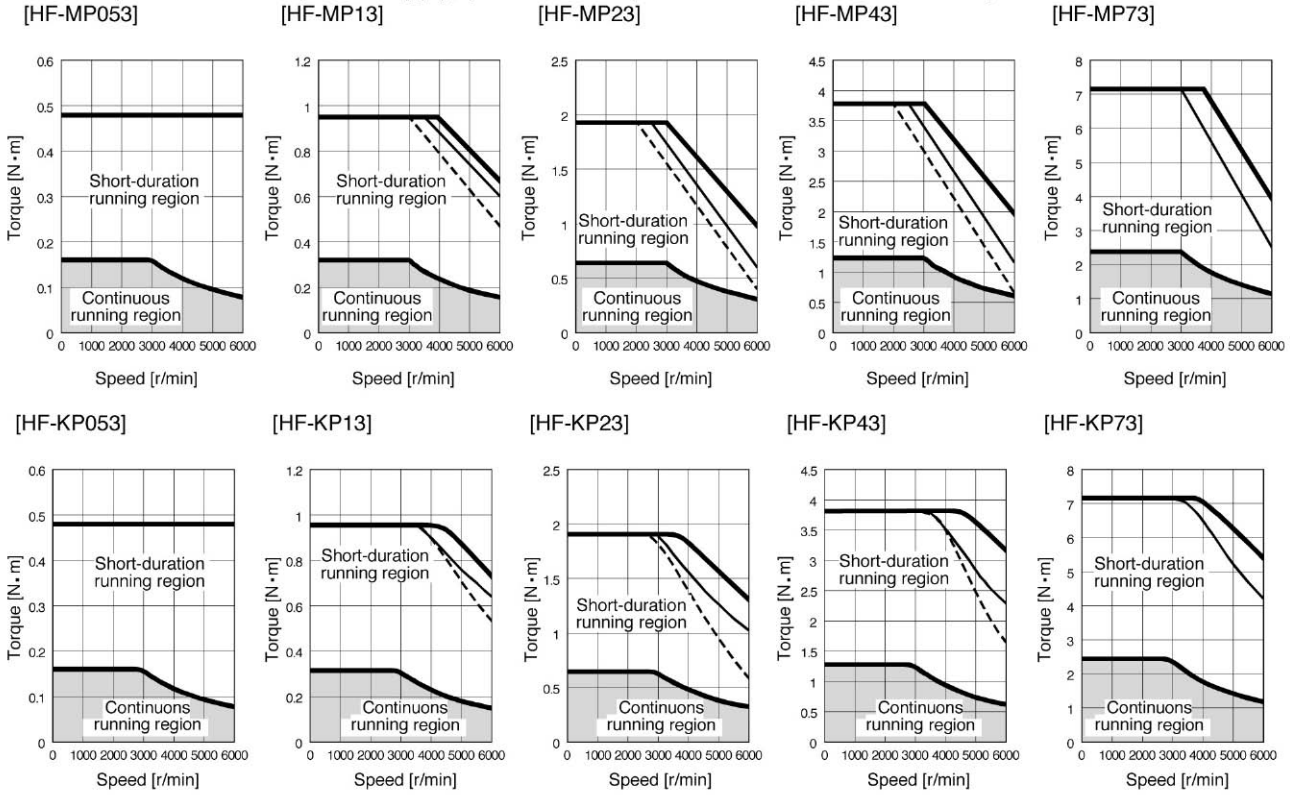 [HF-MP053]
[HF-MP13]
[HF-MP23]
[HF-MP43]
[HF-MP73]
Torque [N・m]
0.6
0.5
0.4
0.3
0.2
0.1
0
Short-duration
running region
Continuous
running region
0 1000 2000 3000 4000 5000 6000
Speed [r/min]
Torque [N・m]
1.2
1
0.8
0.6
0.4
0.2
0
Short-duration
running region
Continuous
running region
0 1000 2000 3000 4000 5000 6000
Speed [r/min]
Torque [N・m]
2.5
2
1.5
1
0.5
0
Short-duration
running region
Continuous
running region
0 1000 2000 3000 4000 5000 6000
Speed [r/min]
Torque [N・m]
4.5
4
3.5
3
2.5
2
1.5
1
0.5
0
Short-duration
running region
Continuous
running region
0 1000 2000 3000 4000 5000 6000
Speed [r/min]
Torque [N・m]
8
7
6
5
4
3
2
1
0
Short-duration
running region
Continuous
running region
0 1000 2000 3000 4000 5000 6000
Speed [r/min]
[HF-KP053]
[HF-KP13]
[HF-KP23]
[HF-KP43]
[HF-KP73]
Torque [N・m]
0.6
0.5
0.4
0.3
0.2
0.1
0
Short-duration
running region
Continuons
running region
0 1000 2000 3000 4000 5000 6000
Speed [r/min]
Torque [N・m]
1.2
1
0.8
0.6
0.4
0.2
0
Short-duration
running region
Continuons
running region
0 1000 2000 3000 4000 5000 6000
Speed [r/min]
Torque [N・m]
2.5
2
1.5
1
0.5
0
Short-duration
running region
Continuons
running region
0 1000 2000 3000 4000 5000 6000
Speed [r/min]
Torque [N・m]
4.5
4
3.5
3
2.5
2
1.5
1
0.5
0
Short-duration
running region
Continuons
running region
0 1000 2000 3000 4000 5000 6000
Speed [r/min]
Torque [N・m]
8
7
6
5
4
3
2
1
0
Short-duration
running region
Continuons
running region
0 1000 2000 3000 4000 5000 6000
Speed [r/min]